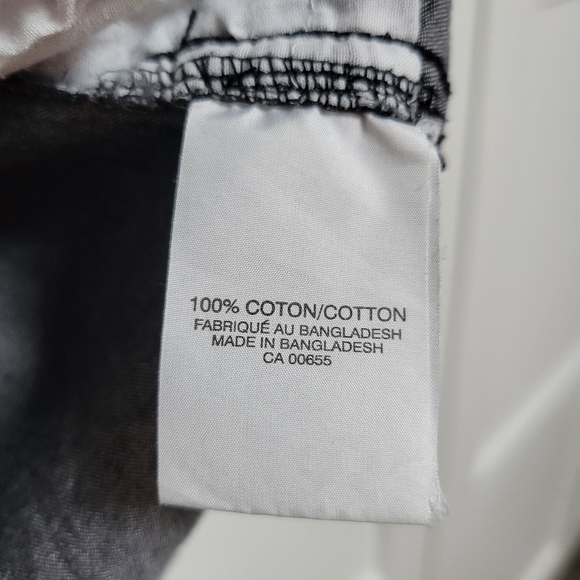 100% COTON/COTTON
FABRIQUÉ AU BANGLADESH
MADE IN BANGLADESH
CA 00655